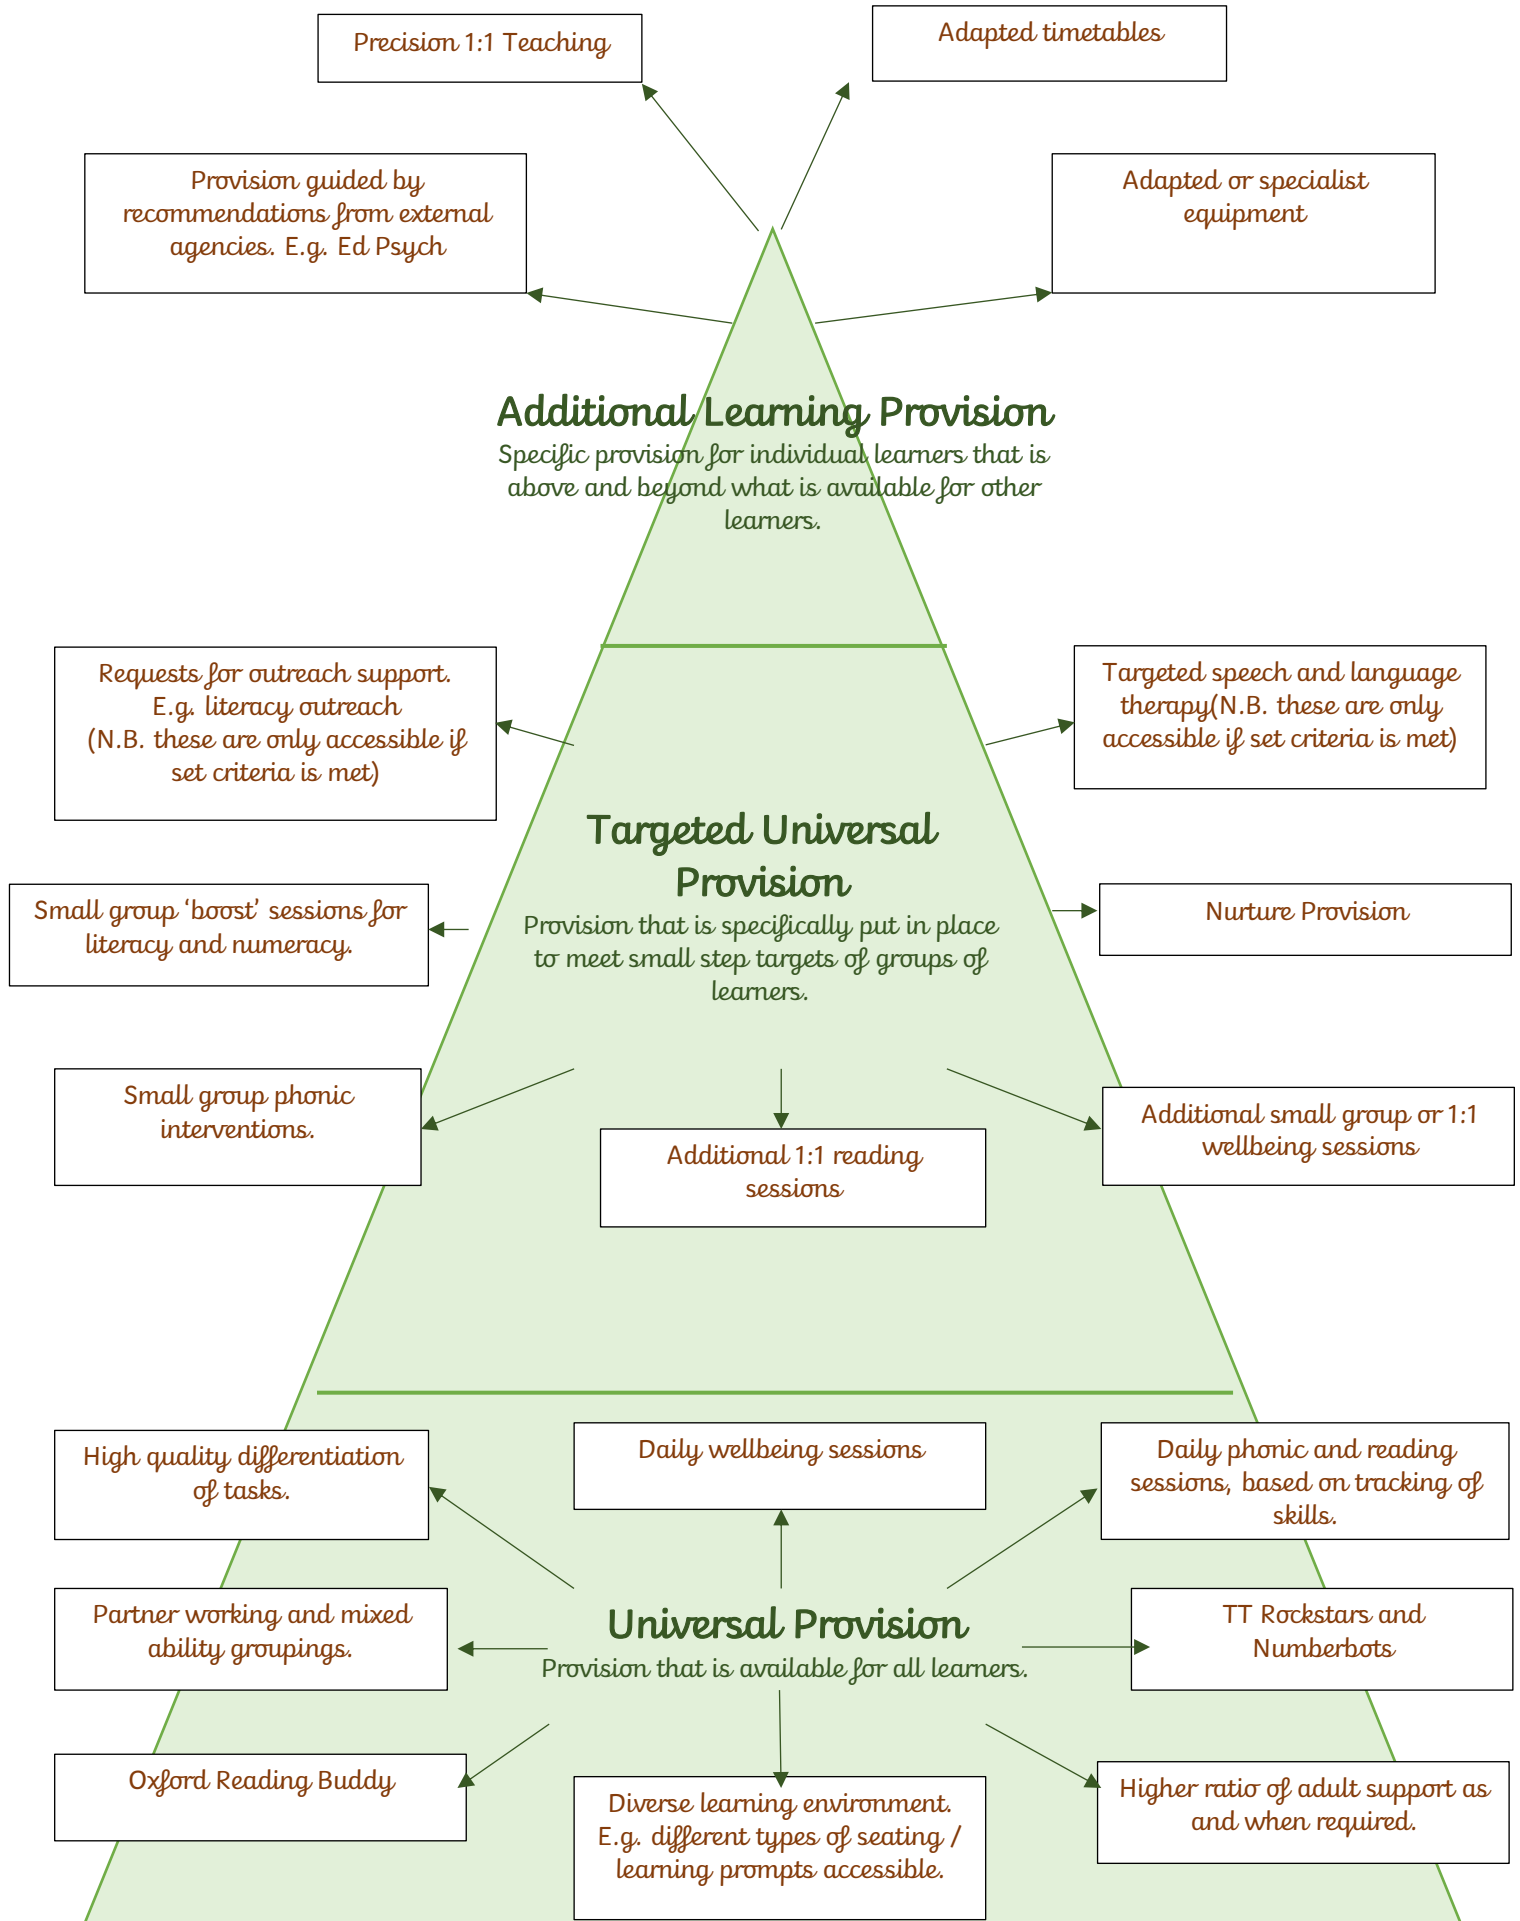 Precision 1:1 Teaching
Adapted timetables
Provision guided by
recommendations from external
agencies. E.g. Ed Psych
Adapted or specialist
equipment
Additional Learning Provision
Specific provision for individual learners that is
above and beyond what is available for other
learners.
Requests for outreach support.
E.g. literacy outreach
(N.B. these are only accessible if
set criteria is met)
Targeted speech and language
therapy(N.B. these are only
accessible if set criteria is met)
Targeted Universal
Provision
Provision that is specifically put in place
to meet small step targets of groups of
learners.
Small group ‘boost’ sessions for
literacy and numeracy.
Nurture Provision
Small group phonic
interventions.
Additional 1:1 reading
sessions
Additional small group or 1:1
wellbeing sessions
High quality differentiation
of tasks.
Daily wellbeing sessions
Daily phonic and reading
sessions, based on tracking of
skills.
Partner working and mixed
ability groupings.
Universal Provision
Provision that is available for all learners.
TT Rockstars and
Numberbots
Oxford Reading Buddy
Diverse learning environment.
E.g. different types of seating /
learning prompts accessible.
Higher ratio of adult support as
and when required.